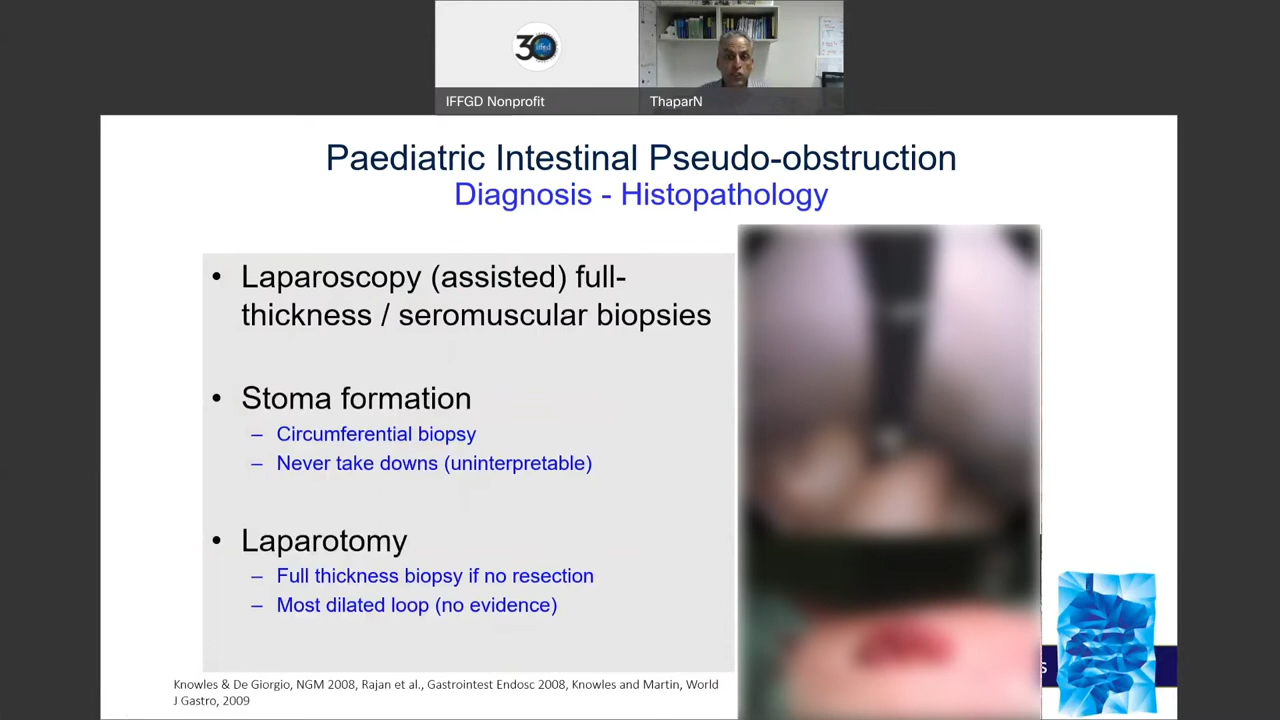 30
iffgd
IFFGD Nonprofit
ThaparN
Paediatric Intestinal Pseudo-obstruction
Diagnosis - Histopathology
• Laparoscopy (assisted) full-
thickness / seromuscular biopsies
• Stoma formation
– Circumferential biopsy
– Never take downs (uninterpretable)
• Laparotomy
– Full thickness biopsy if no resection
– Most dilated loop (no evidence)
Knowles & De Giorgio, NGM 2008, Rajan et al., Gastrointest Endosc 2008, Knowles and Martin, World
J Gastro, 2009